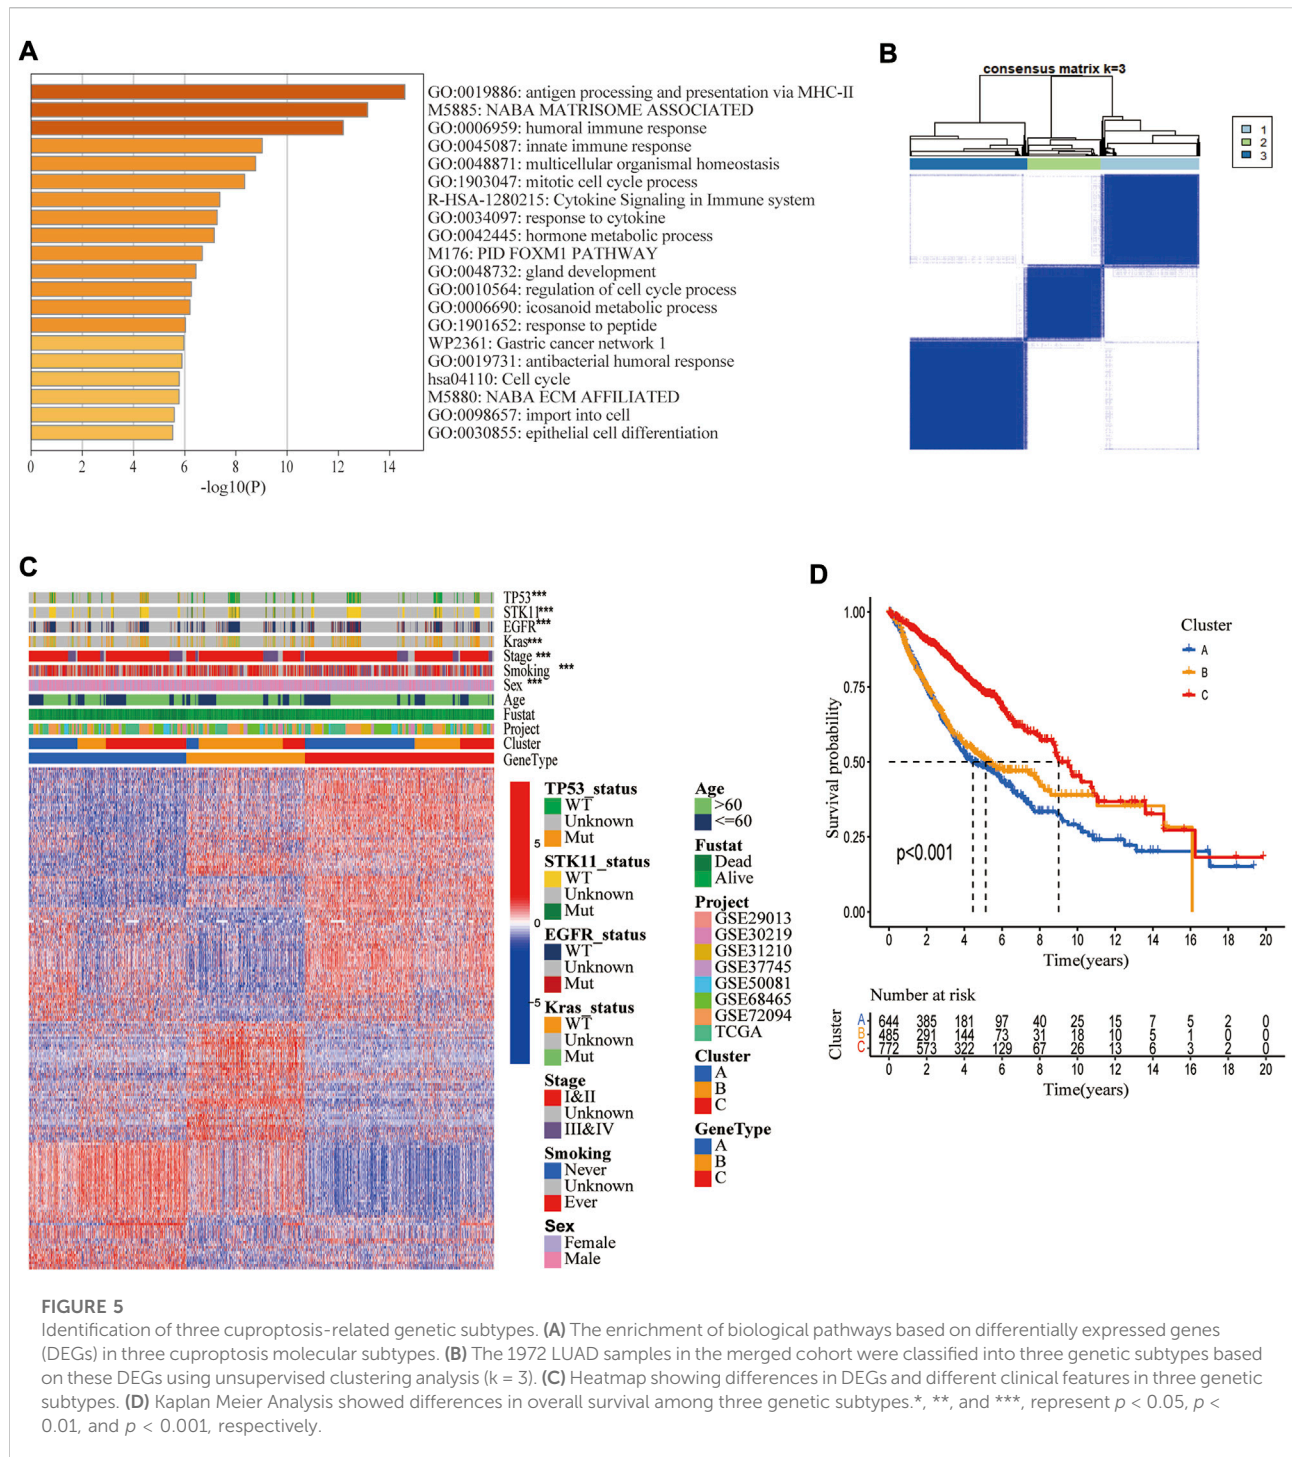 A
GO:0019886: antigen processing and presentation via MHC-II
M5885: NABA MATRISOME ASSOCIATED
GO:0006959: humoral immune response
GO:0045087: innate immune response
GO:0048871: multicellular organismal homeostasis
GO:1903047: mitotic cell cycle process
R-HSA-1280215: Cytokine Signaling in Immune system
GO:0034097: response to cytokine
GO:0042445: hormone metabolic process
M176: PID FOXM1 PATHWAY
GO:0048732: gland development
GO:0010564: regulation of cell cycle process
GO:0006690: icosanoid metabolic process
GO:1901652: response to peptide
WP2361: Gastric cancer network 1
GO:0019731: antibacterial humoral response
hsa04110: Cell cycle
M5880: NABA ECM AFFILIATED
GO:0098657: import into cell
GO:0030855: epithelial cell differentiation
0 2 4 6 8 10 12 14
-log10(P)
B
consensus matrix k=3
1
2
3
C
TP53***
STK11***
EGFR***
Kras***
Stage ***
Smoking ***
Sex ***
Age
Fustat
Project
Cluster
GeneType
5
0
-5
TP53_status
WT
Unknown
Mut
STK11_status
WT
Unknown
Mut
EGFR_status
WT
Unknown
Mut
Kras_status
WT
Unknown
Mut
Stage
I&II
Unknown
III&IV
Smoking
Never
Unknown
Ever
Sex
Female
Male
Age
>60
<=60
Fustat
Dead
Alive
Project
GSE29013
GSE30219
GSE31210
GSE37745
GSE50081
GSE68465
GSE72094
TCGA
Cluster
A
B
C
GeneType
A
B
C
D
Cluster
A
B
C
Survival probability
1.00
0.75
0.50
0.25
0.00
p<0.001
0 2 4 6 8 10 12 14 16 18 20
Time(years)
Number at risk
Cluster
A 644 385 181 97 40 25 15 7 5 2 0
B 485 291 144 73 31 18 10 5 1 0 0
C 772 573 322 129 67 26 13 6 3 2 0
0 2 4 6 8 10 12 14 16 18 20
Time(years)
FIGURE 5
Identification of three cuproptosis-related genetic subtypes. (A) The enrichment of biological pathways based on differentially expressed genes
(DEGs) in three cuproptosis molecular subtypes. (B) The 1972 LUAD samples in the merged cohort were classified into three genetic subtypes based
on these DEGs using unsupervised clustering analysis (k = 3). (C) Heatmap showing differences in DEGs and different clinical features in three genetic
subtypes. (D) Kaplan Meier Analysis showed differences in overall survival among three genetic subtypes.*, **, and ***, represent p < 0.05, p <
0.01, and p < 0.001, respectively.